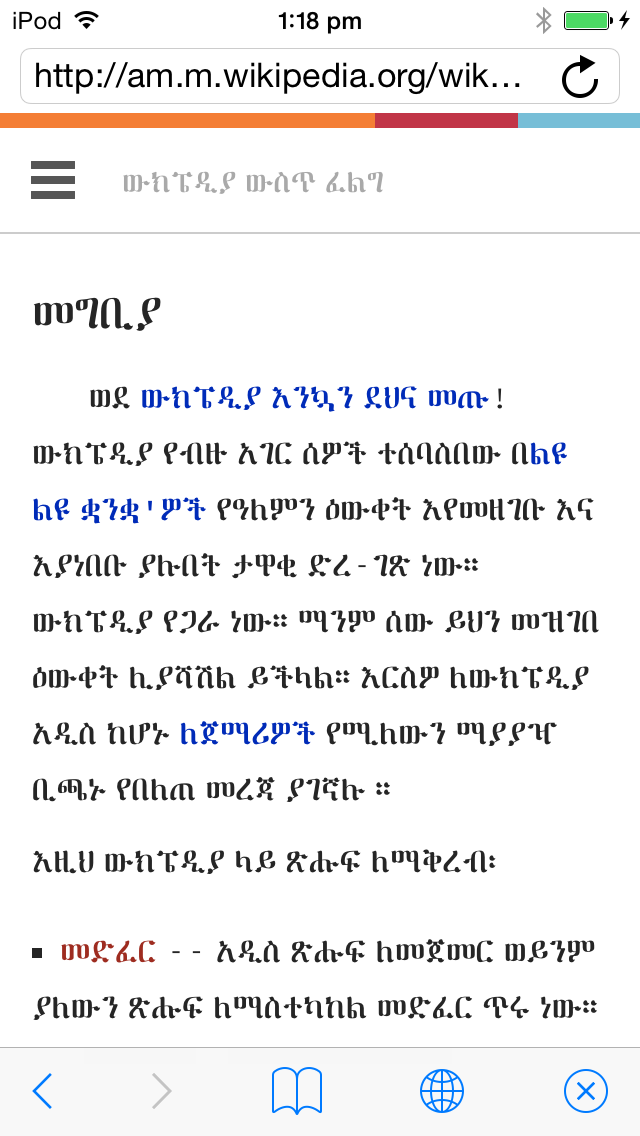 iPod 1:18 pm
http://am.m.wikipedia.org/wik...
ውክፔዲያ ውስጥ ፈልግ
መግቢያ
ወደ ውክፔዲያ እንኳን ደህና መጡ!
ውክፔዲያ የብዙ አገር ሰዎች ተሰባስበው በልዩ
ልዩ ቋንቋ'ዎች የዓለምን ዕውቀት እየመዘገቡ እና
እያነበቡ ያሉበት ታዋቂ ድረ-ገጽ ነው።
ውክፔዲያ የጋራ ነው። ማንም ሰው ይህን መዝገበ
ዕውቀት ሊያሻሽል ይችላል። እርስዎ ለውክፔዲያ
አዲስ ከሆኑ ለጀማሪዎች የሚለውን ማያያዣ
ቢጫኑ የበለጠ መረጃ ያገኛሉ ።
እዚህ ውክፔዲያ ላይ ጽሑፍ ለማቅረብ፡
▪ መድፈር -- አዲስ ጽሑፍ ለመጀመር ወይንም
ያለውን ጽሑፍ ለማስተካከል መድፈር ጥሩ ነው።